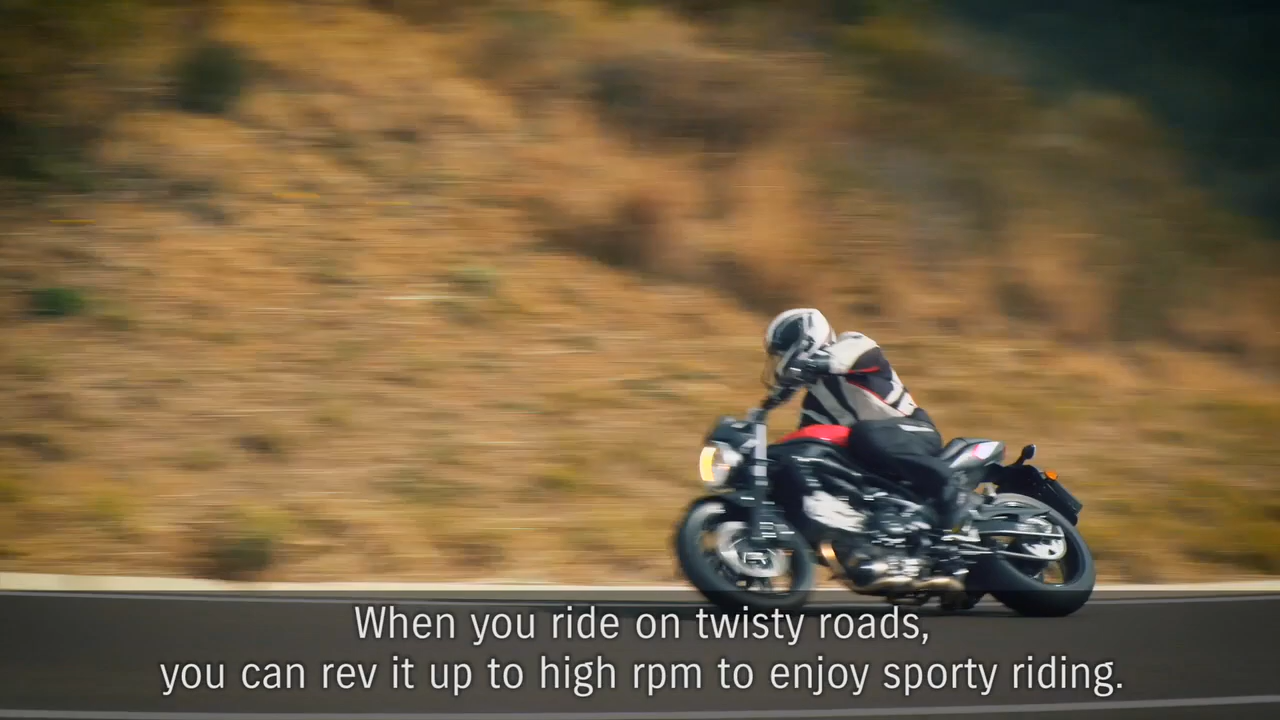 When you ride on twisty roads,
you can rev it up to high rpm to enjoy sporty riding.